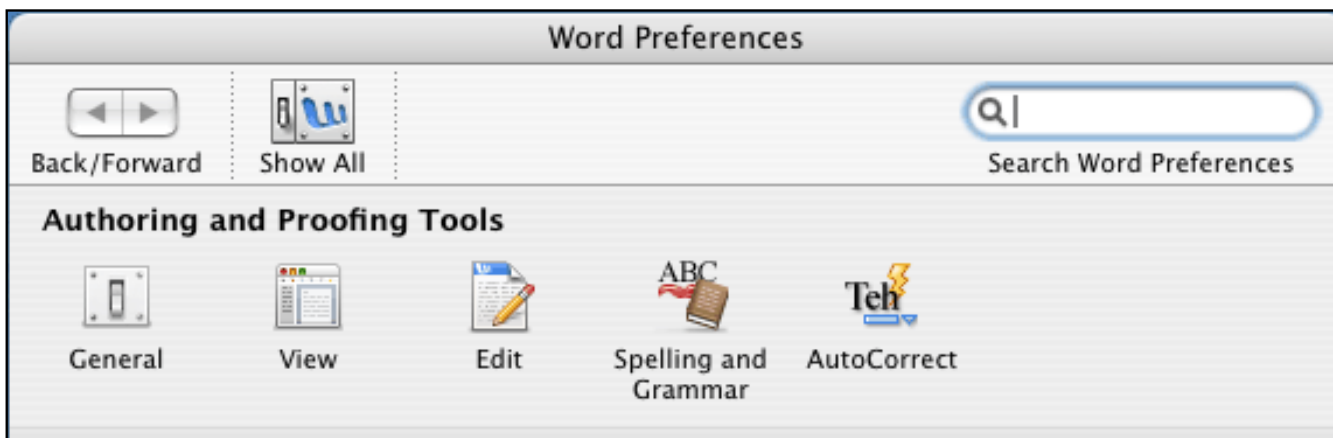 Word Preferences
Back/Forward
Show All
Search Word Preferences
Authoring and Proofing Tools
ABC
Teh
General
View
Edit
Spelling and
Grammar
AutoCorrect